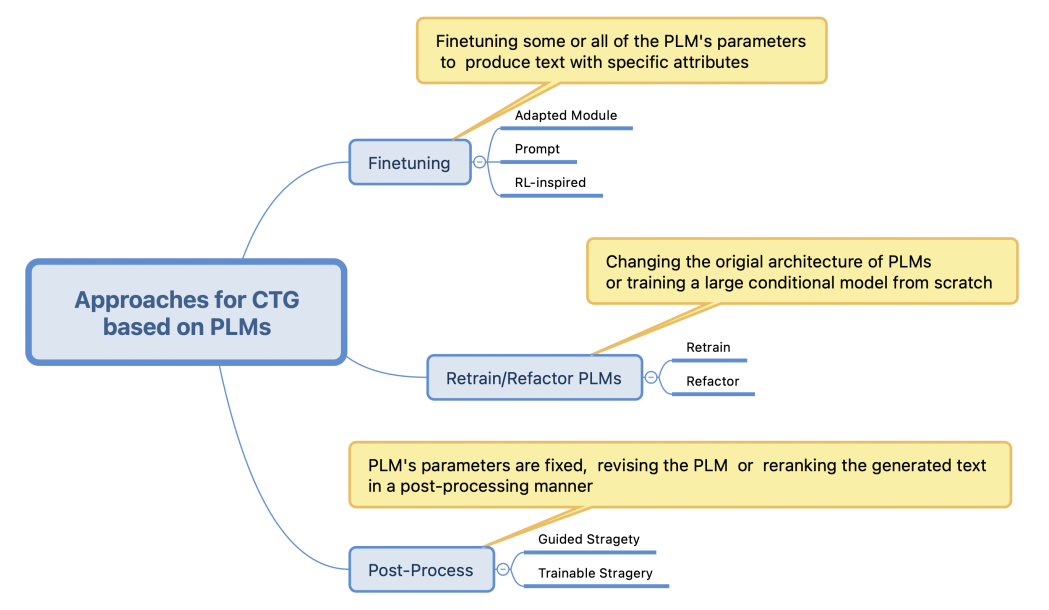 Finetuning some or all of the PLM's parameters
to produce text with specific attributes
Adapted Module
Finetuning
Prompt
RL-inspired
Changing the origial architecture of PLMs
or training a large conditional model from scratch
Approaches for CTG
based on PLMs
Retrain
Retrain/Refactor PLMs
Refactor
PLM's parameters are fixed, revising the PLM or reranking the generated text
in a post-processing manner
Guided Stragety
Post-Process
Trainable Stragery